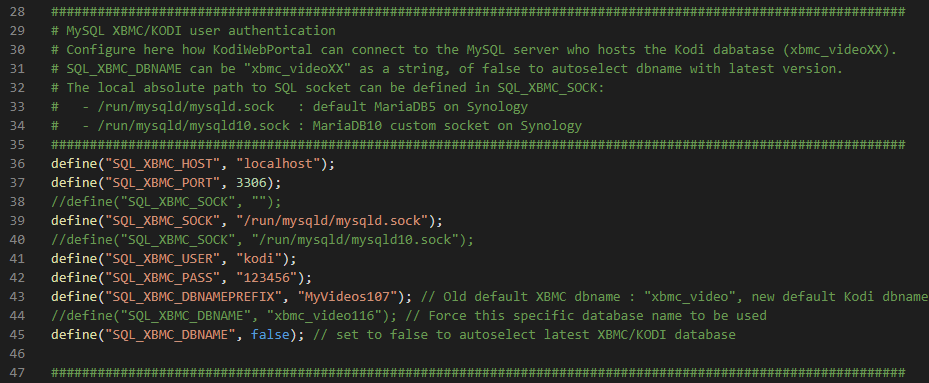 28 ###############################################################################################################
29 # MySQL XBMC/KODI user authentication
30 # Configure here how KodiWebPortal can connect to the MySQL server who hosts the Kodi dabatase (xbmc_videoXX).
31 # SQL_XBMC_DBNAME can be "xbmc_videoXX" as a string, of false to autoselect dbname with latest version.
32 # The local absolute path to SQL socket can be defined in SQL_XBMC_SOCK:
33 #   - /run/mysqld/mysqld.sock   : default MariaDB5 on Synology
34 #   - /run/mysqld/mysqld10.sock : MariaDB10 custom socket on Synology
35 ###############################################################################################################
36 define("SQL_XBMC_HOST", "localhost");
37 define("SQL_XBMC_PORT", 3306);
38 //define("SQL_XBMC_SOCK", "");
39 define("SQL_XBMC_SOCK", "/run/mysqld/mysqld.sock");
40 //define("SQL_XBMC_SOCK", "/run/mysqld/mysqld10.sock");
41 define("SQL_XBMC_USER", "kodi");
42 define("SQL_XBMC_PASS", "123456");
43 define("SQL_XBMC_DBNAMEPREFIX", "MyVideos107"); // Old default XBMC dbname : "xbmc_video", new default Kodi dbname
44 //define("SQL_XBMC_DBNAME", "xbmc_video116"); // Force this specific database name to be used
45 define("SQL_XBMC_DBNAME", false); // set to false to autoselect latest XBMC/KODI database
46
47 ###############################################################################################################